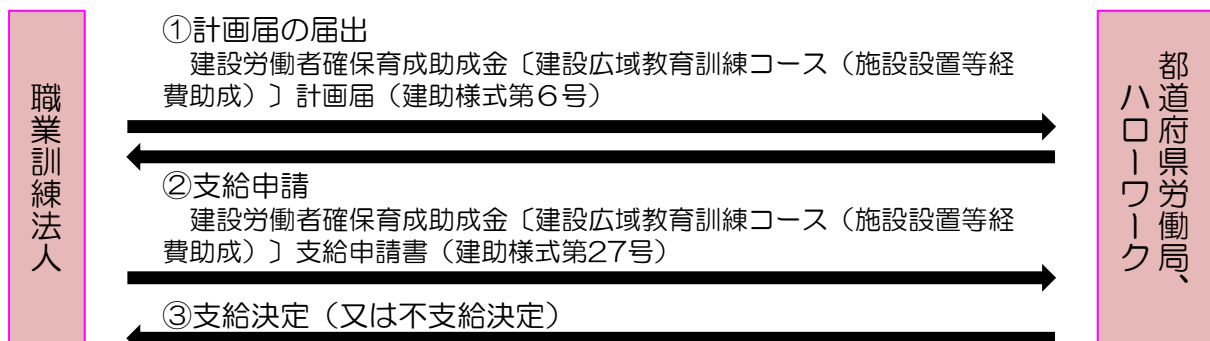 職業訓練法人
①計画届の届出
建設労働者確保育成助成金〔建設広域教育訓練コース(施設設置等経
費助成)〕計画届(建助様式第6号)
②支給申請
建設労働者確保育成助成金〔建設広域教育訓練コース(施設設置等経
費助成)〕支給申請書(建助様式第27号)
③支給決定(又は不支給決定)
都道府県労働局、
ハローワーク